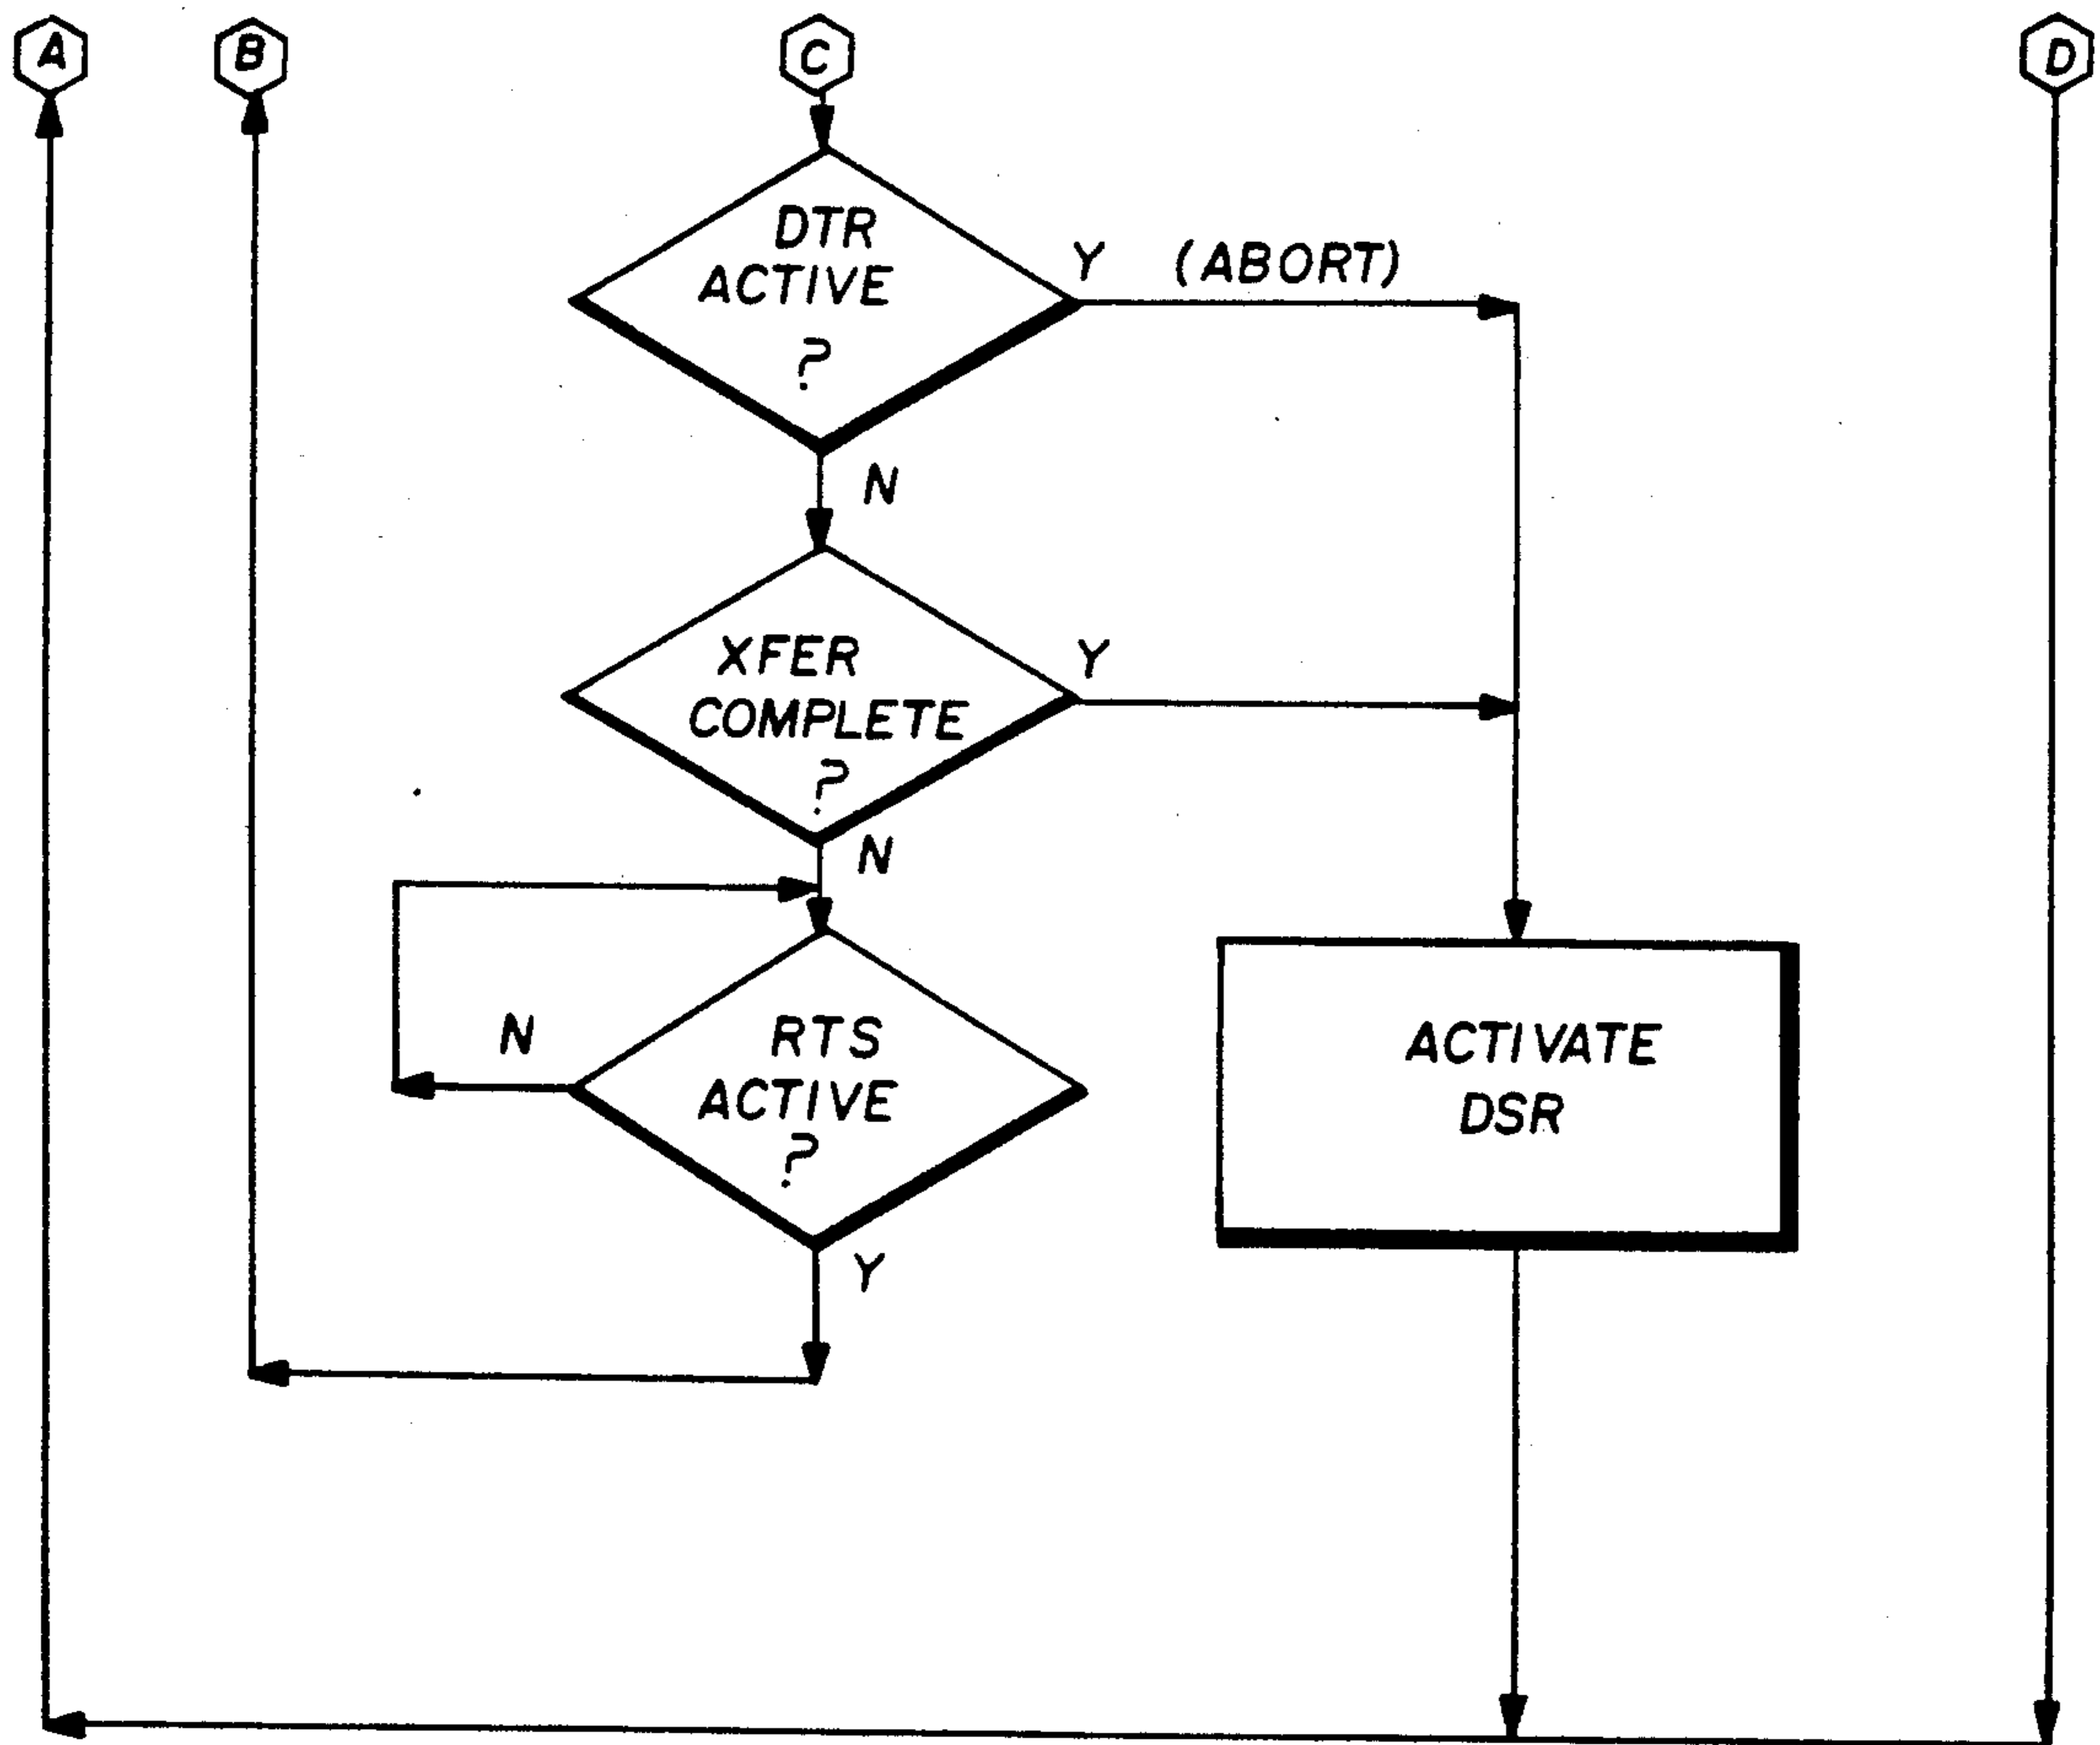 A
B
C
D
DTR
ACTIVE
?
Y (ABORT)
N
XFER
COMPLETE
?
Y
N
RTS
ACTIVE
?
N
Y
ACTIVATE
DSR